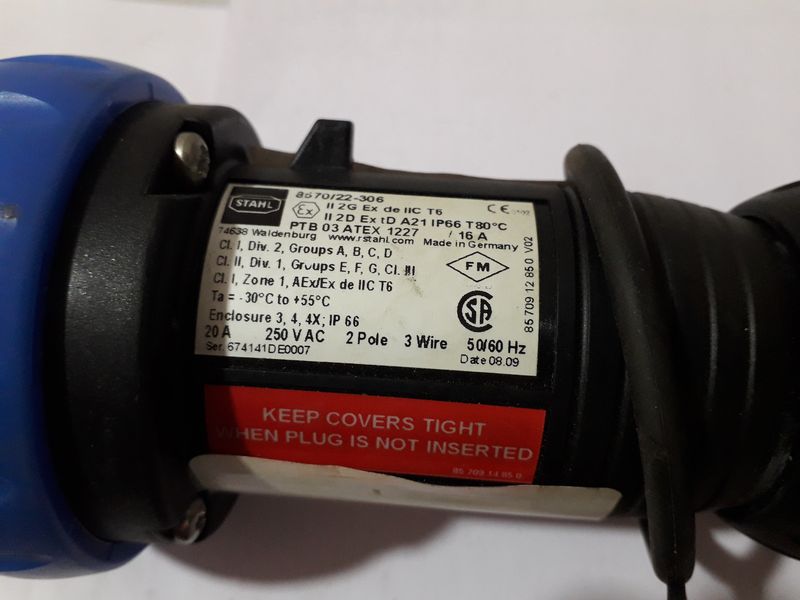 STAHL
8570/22-306
Ex
II 2G Ex de IIC T6
II 2D Ex tD A21 IP66 T80°C
PTB 03 ATEX 1227 / 16 A
CE 0102
74638 Waldenburg www.rstahl.com Made in Germany
Cl. I, Div. 2, Groups A, B, C, D
Cl. II, Div. 1, Groups E, F, G, Cl. III
Cl. I, Zone 1, AEx/Ex de IIC T6
Ta = -30°C to +55°C
Enclosure 3, 4, 4X; IP 66
FM
SA
20 A 250 V AC 2 Pole 3 Wire 50/60 Hz
Ser. 674141DE0007
Date 08.09
85 709 12 85 0 V02
KEEP COVERS TIGHT
WHEN PLUG IS NOT INSERTED
85 709 14 85 0